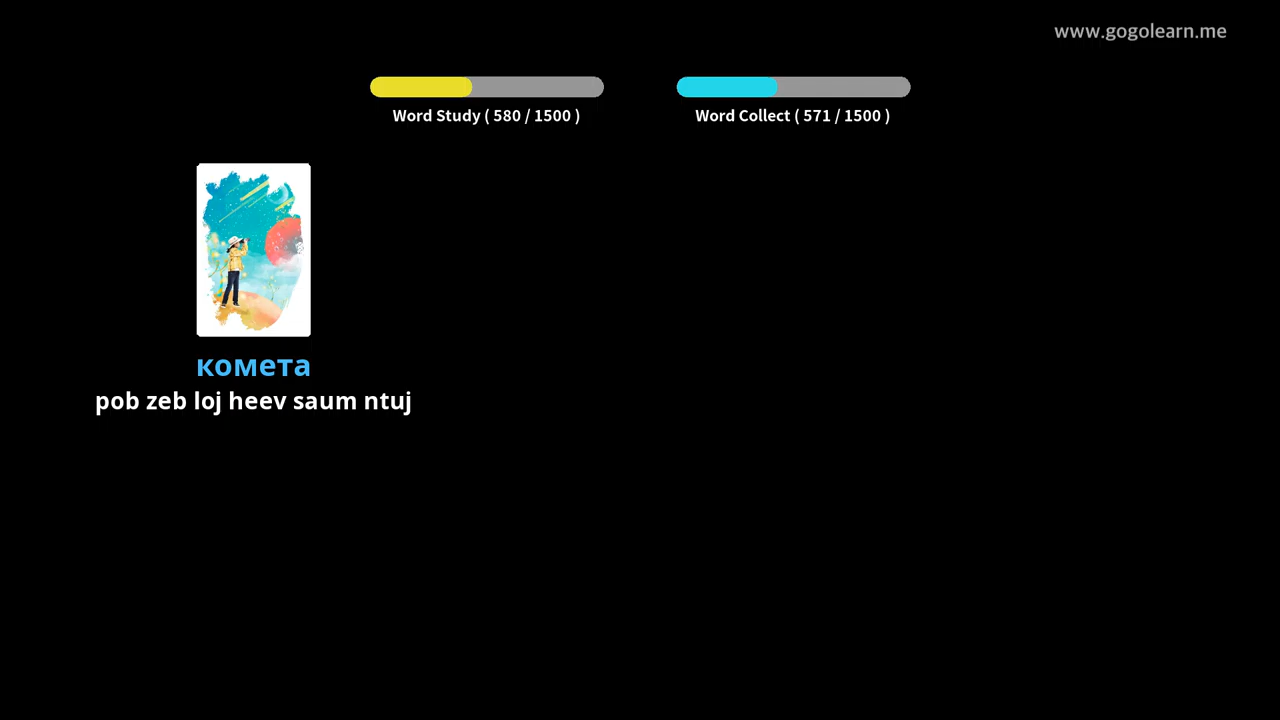 www.gogolearn.me
Word Study ( 580 / 1500 )
Word Collect ( 571 / 1500 )
комета
pob zeb loj heev saum ntuj